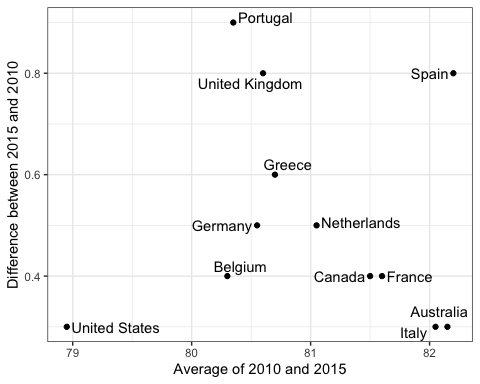 Difference between 2015 and 2010
0.8
0.6
0.4
Portugal
United Kingdom
Spain
Greece
Germany
Netherlands
Belgium
Canada
France
Australia
United States
Italy
79
80
81
82
Average of 2010 and 2015